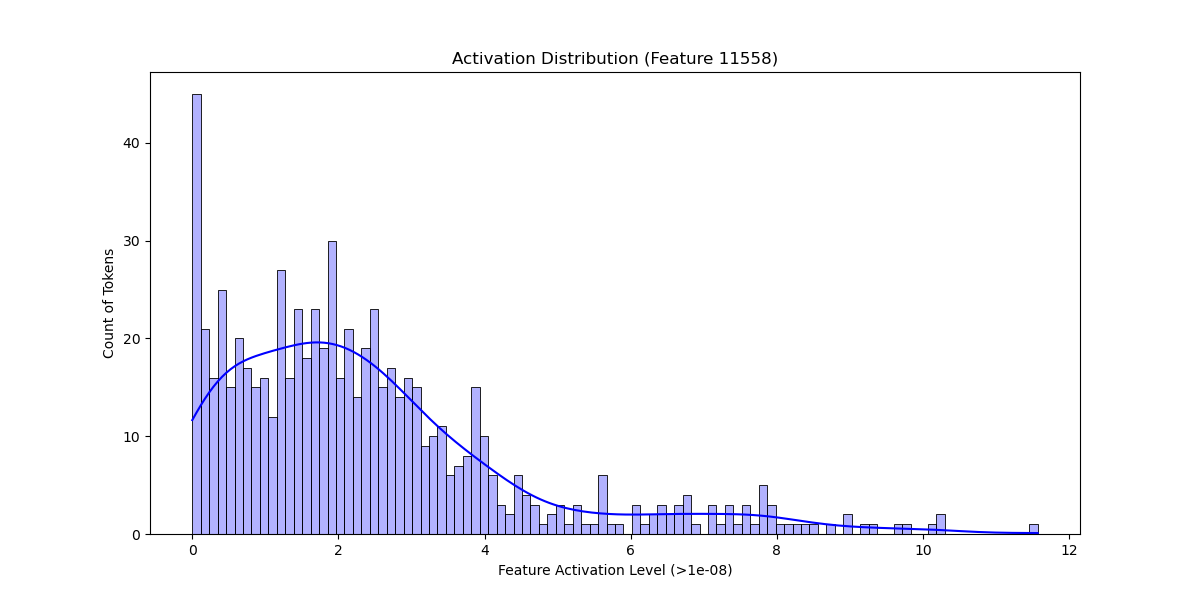 Activation Distribution (Feature 11558)
Count of Tokens
40
30
20
10
0
0 2 4 6 8 10 12
Feature Activation Level (>1e-08)